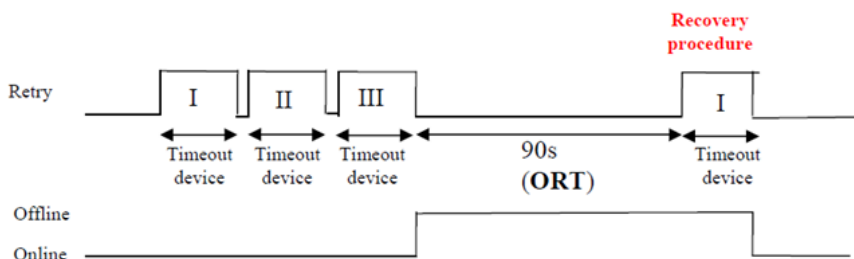 Recovery
procedure
Retry
I
II
III
I
Timeout
device
Timeout
device
Timeout
device
90s
(ORT)
Timeout
device
Offline
Online